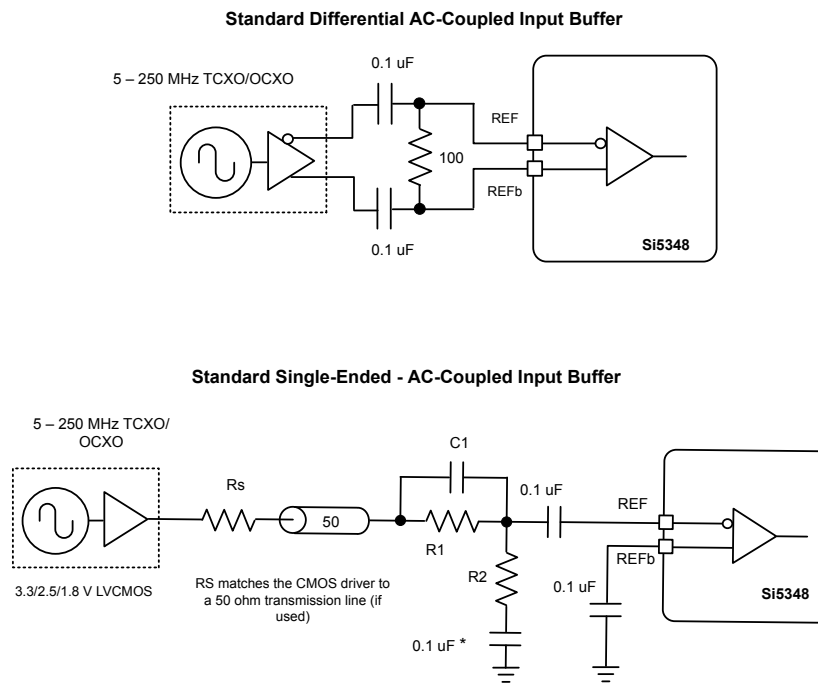 Standard Differential AC-Coupled Input Buffer
5 – 250 MHz TCXO/OCXO
0.1 uF
REF
100
REFb
0.1 uF
Si5348
Standard Single-Ended - AC-Coupled Input Buffer
5 – 250 MHz TCXO/
OCXO
C1
Rs
0.1 uF
REF
50
R1
REFb
R2
3.3/2.5/1.8 V LVCMOS
RS matches the CMOS driver to
a 50 ohm transmission line (if
used)
0.1 uF
Si5348
0.1 uF *